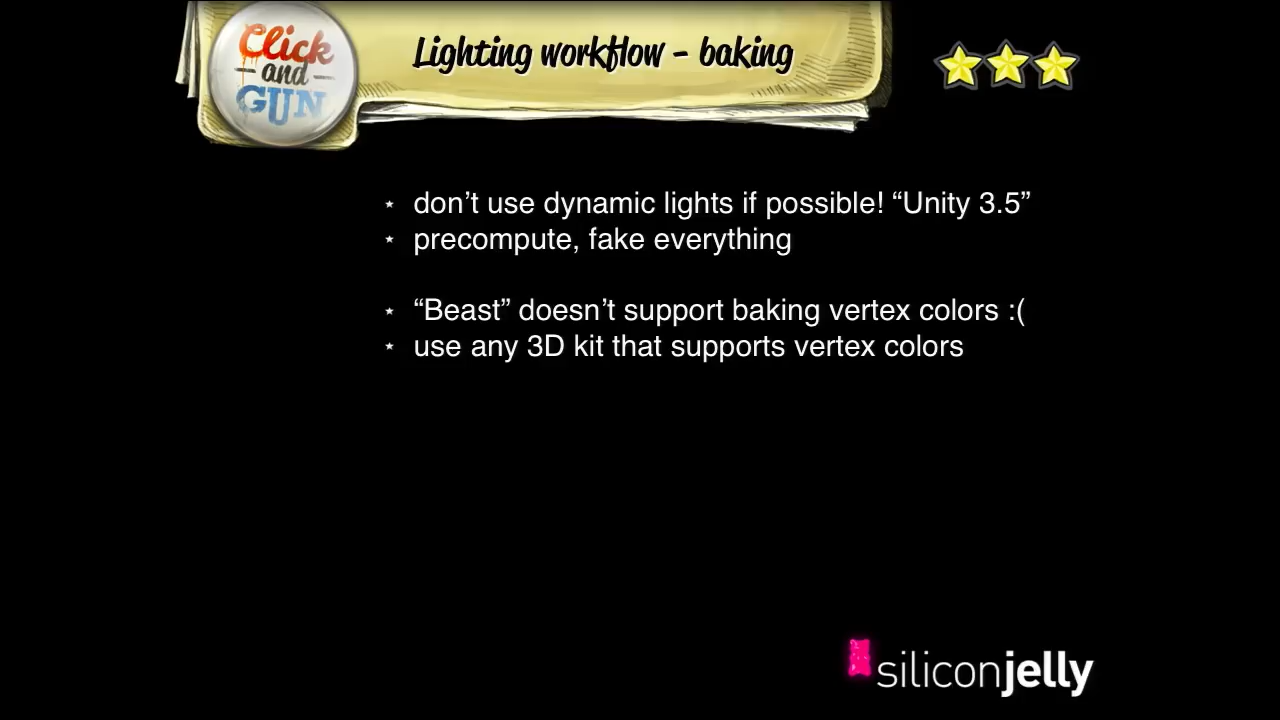 Click
and
GUN
Lighting workflow - baking
don’t use dynamic lights if possible! “Unity 3.5”
precompute, fake everything
“Beast” doesn’t support baking vertex colors :(
use any 3D kit that supports vertex colors
siliconjelly